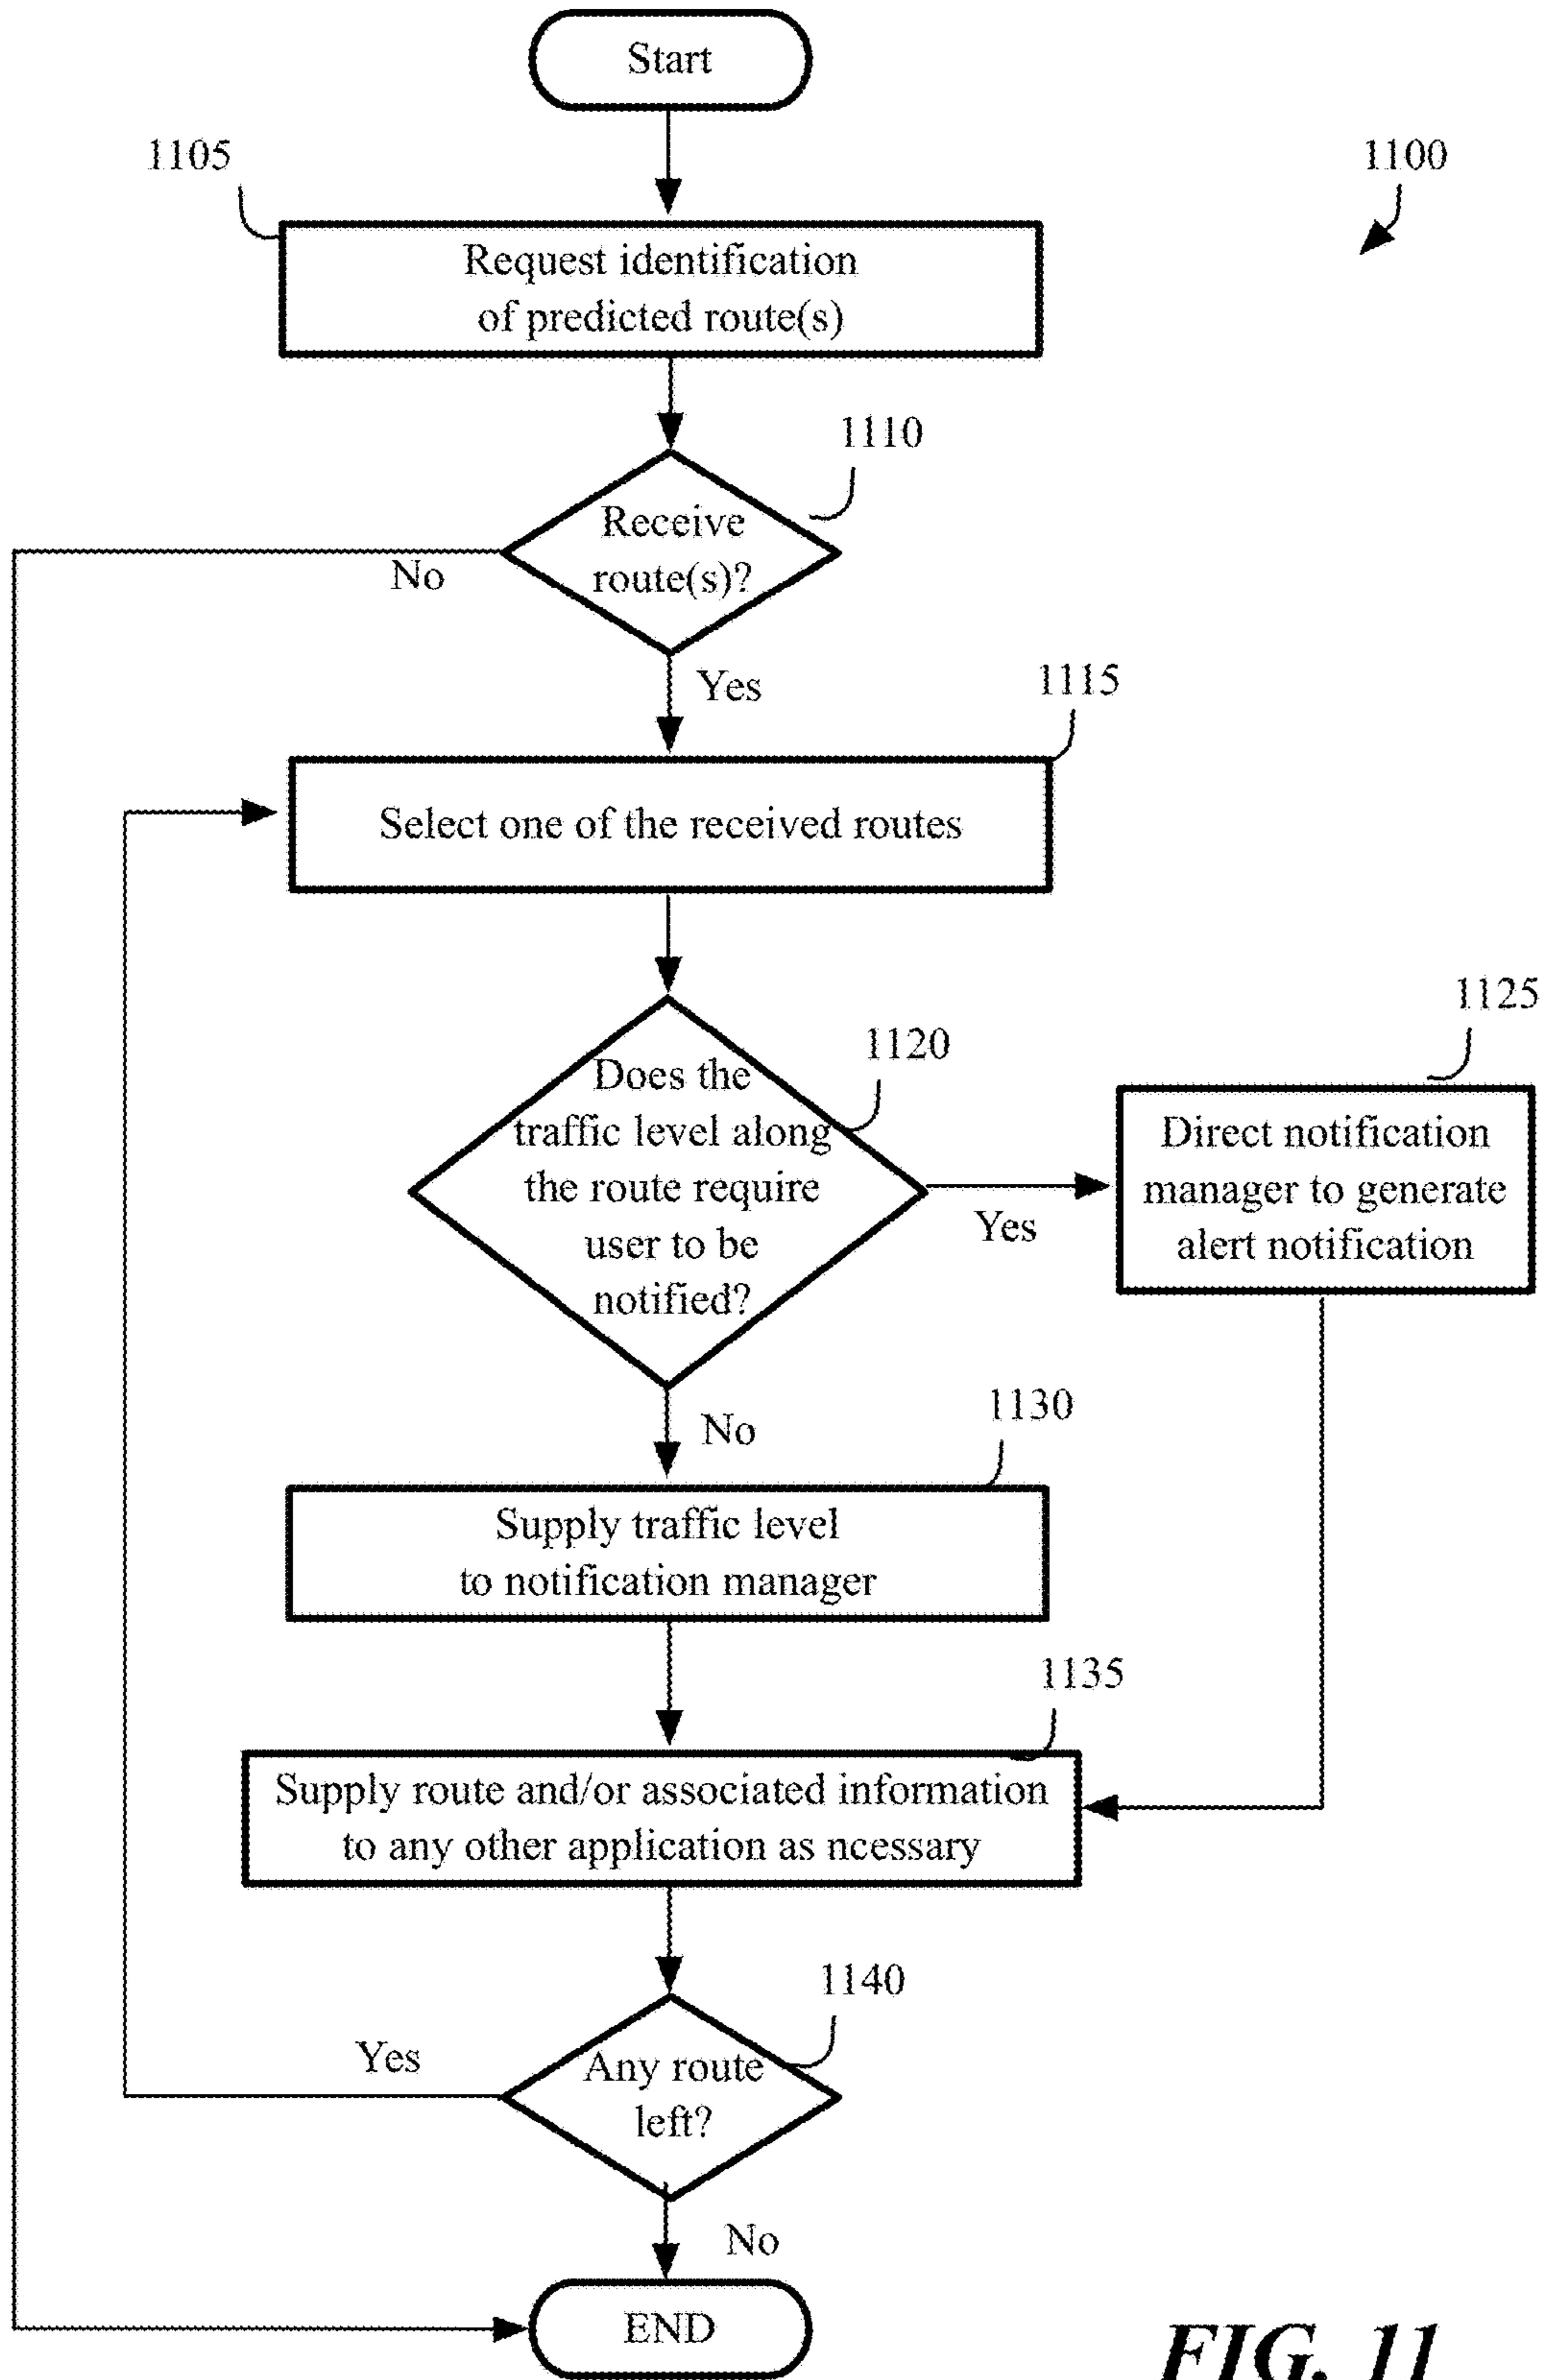 Start
1105
1100
Request identification
of predicted route(s)
1110
Receive
route(s)?
No
Yes
1115
Select one of the received routes
1120
Does the
traffic level along
the route require
user to be
notified?
Yes
1125
Direct notification
manager to generate
alert notification
No
1130
Supply traffic level
to notification manager
1135
Supply route and/or associated information
to any other application as ncessary
1140
Any route
left?
Yes
No
END
FIG. 11